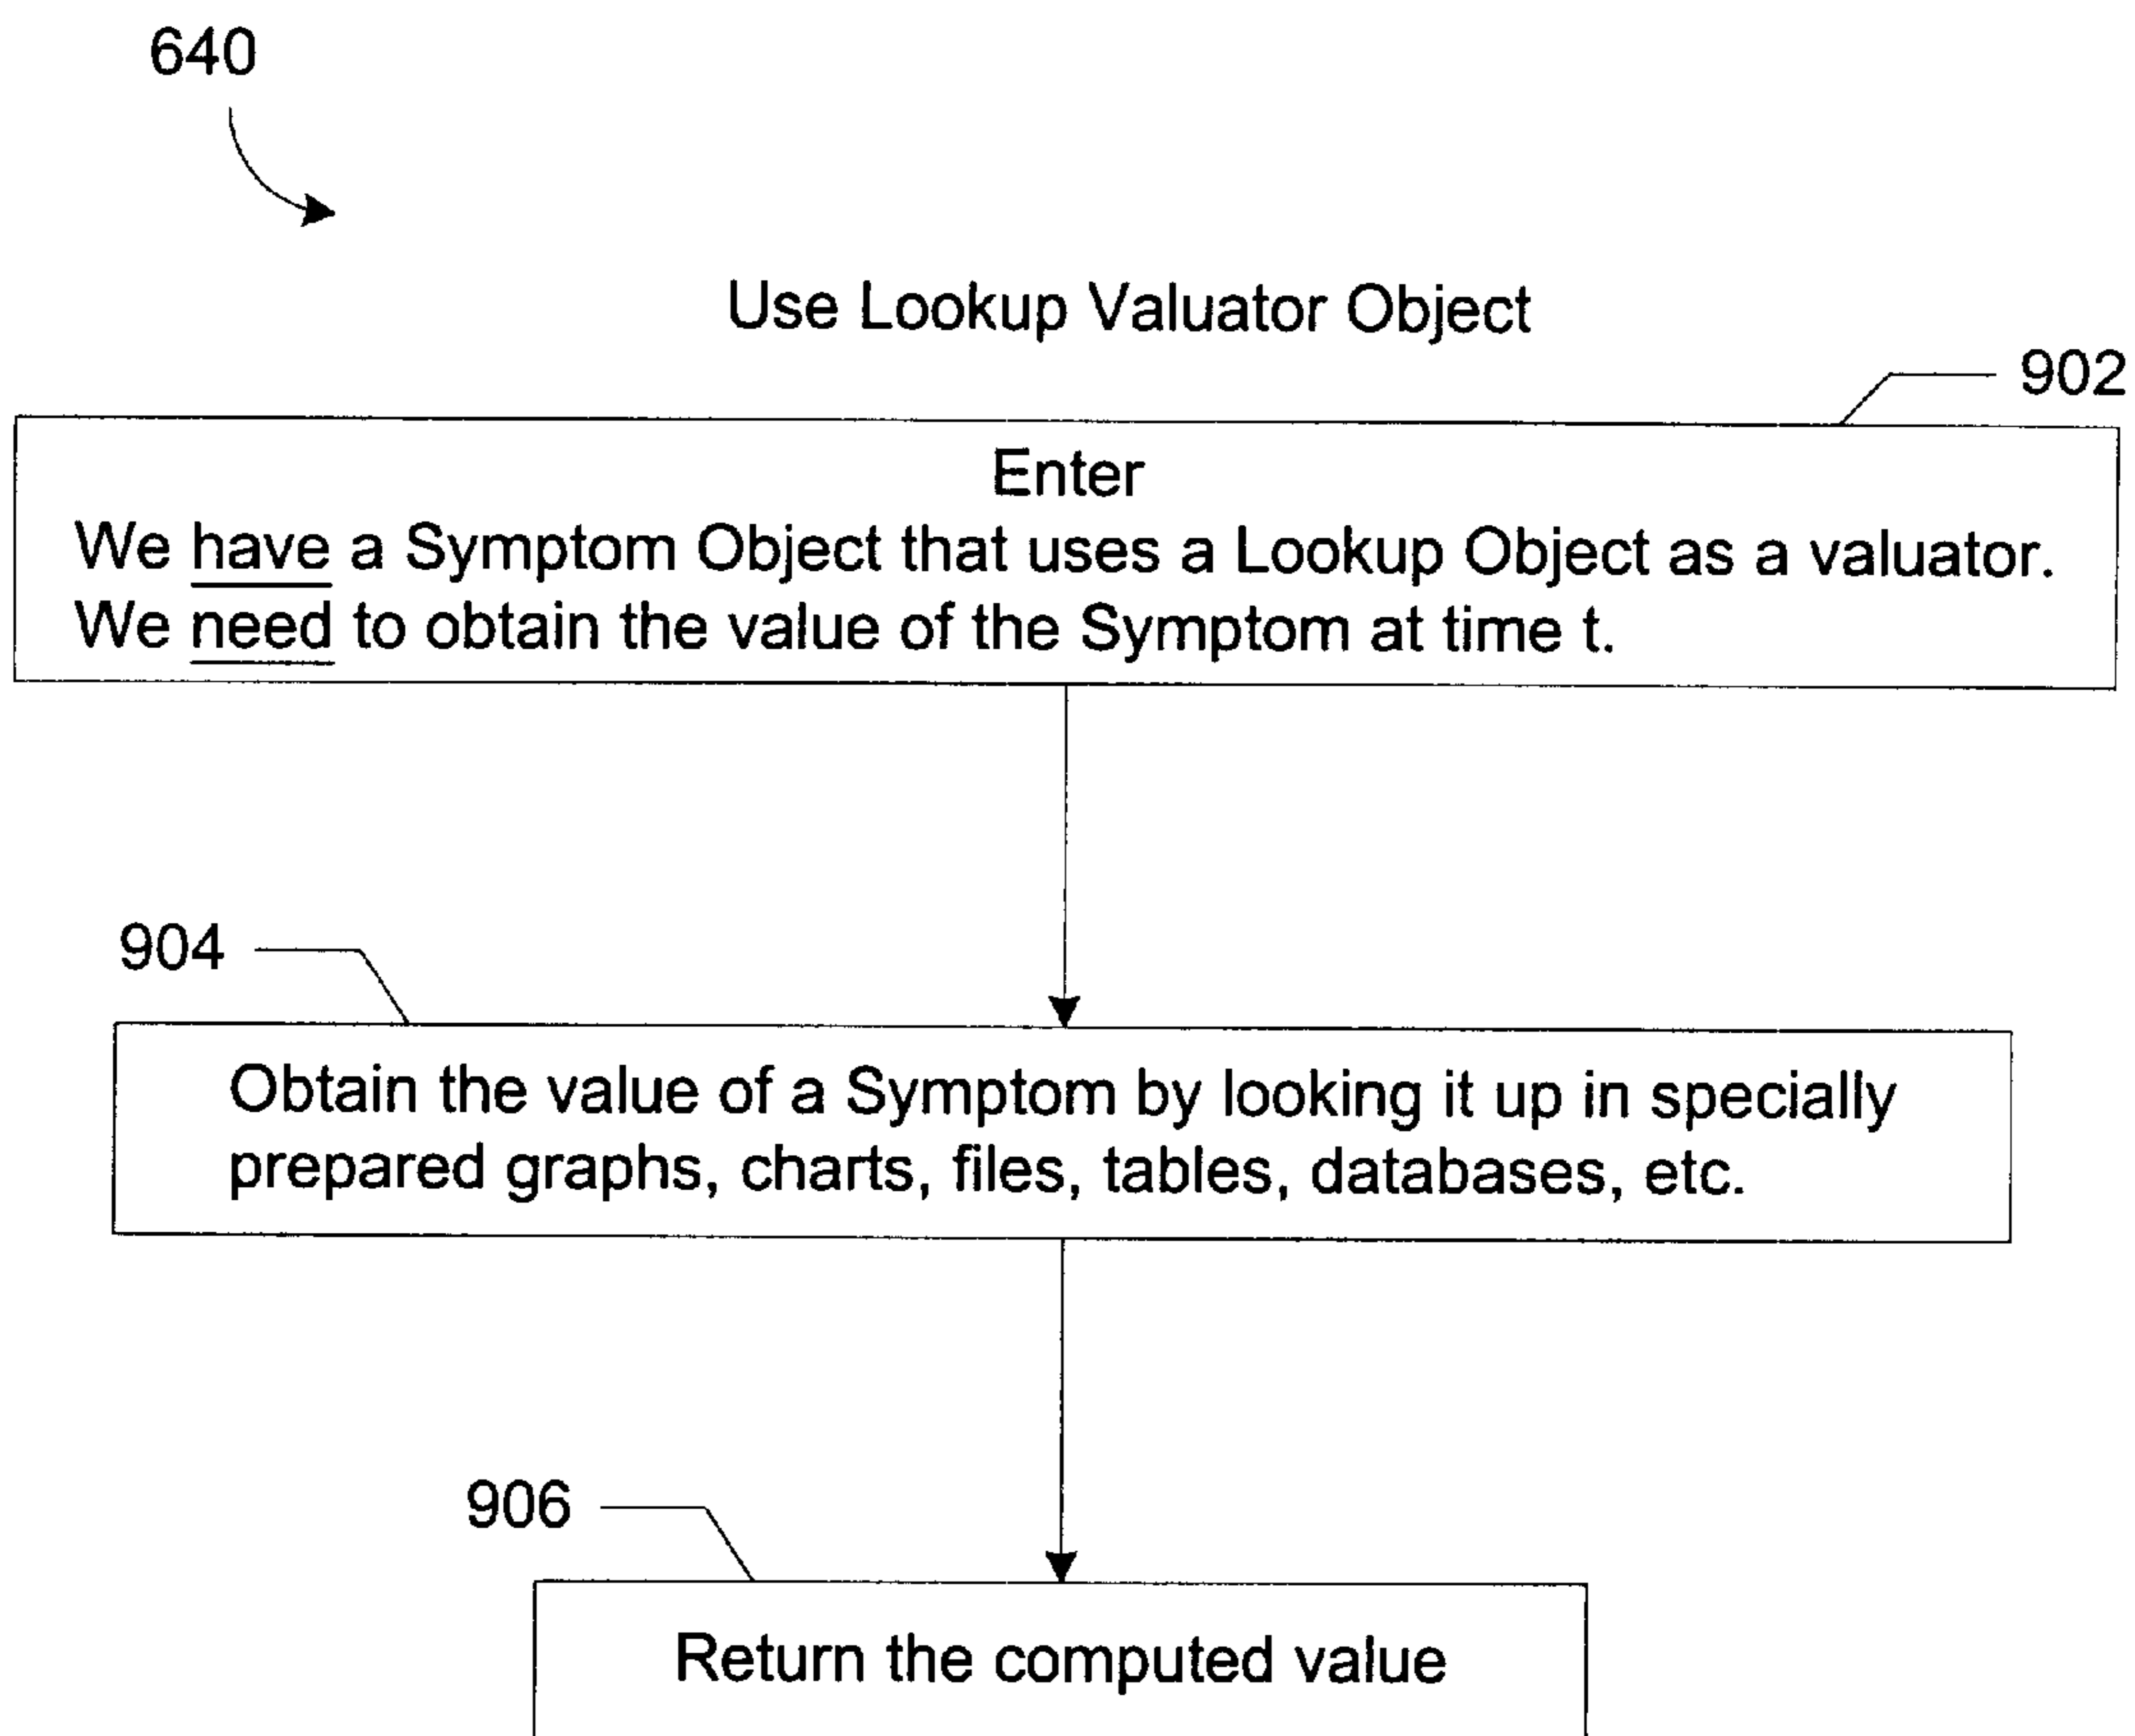 640
Use Lookup Valuator Object
902
Enter
We have a Symptom Object that uses a Lookup Object as a valuator.
We need to obtain the value of the Symptom at time t.
904
Obtain the value of a Symptom by looking it up in specially
prepared graphs, charts, files, tables, databases, etc.
906
Return the computed value